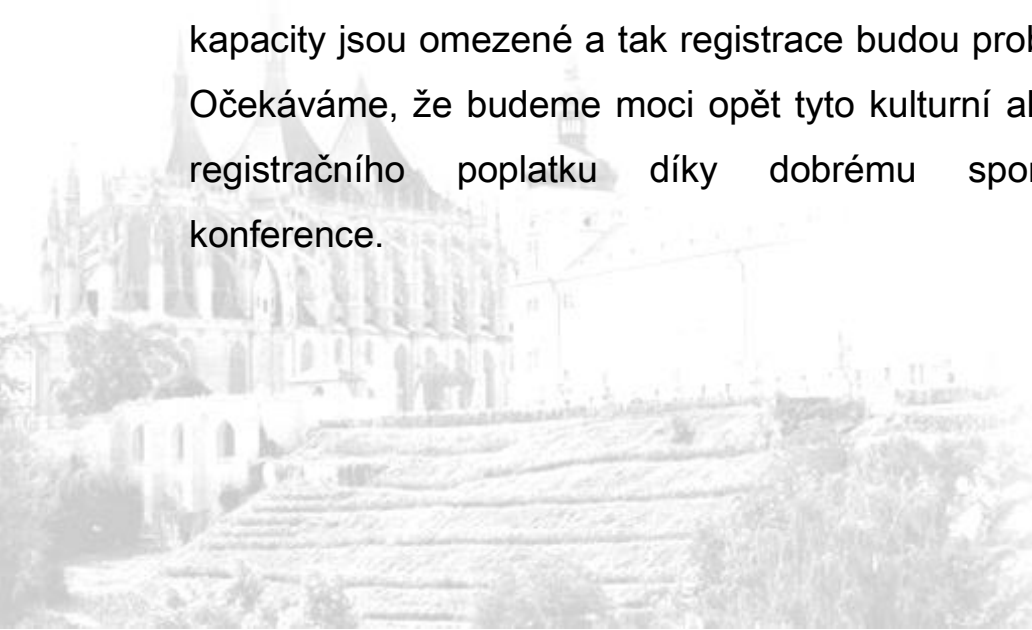 kapacity jsou omezené a tak registrace budou
Očekáváme, že budeme moci opět tyto kulturní
registračního poplatku díky dobrému
konference.